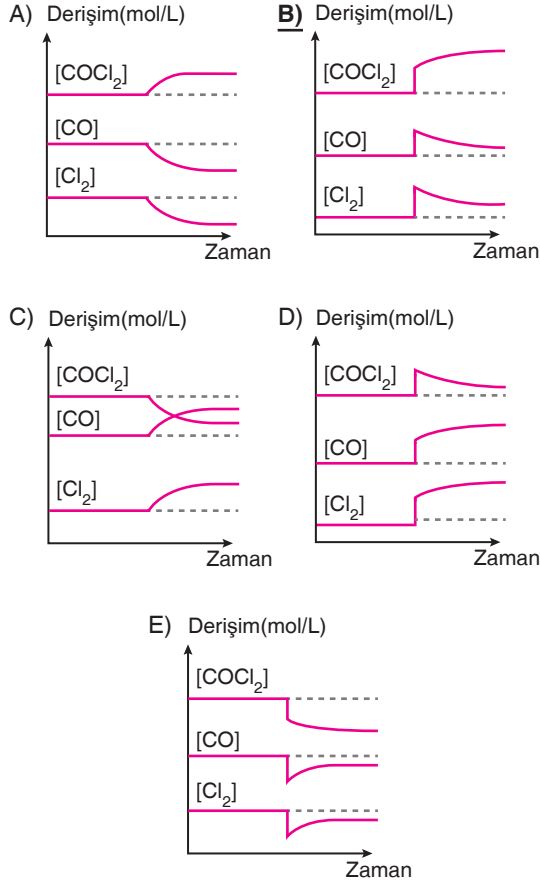 A) Derişim(mol/L)
[COCl2]
[CO]
[Cl2]
Zaman
B) Derişim(mol/L)
[COCl2]
[CO]
[Cl2]
Zaman
C) Derişim(mol/L)
[COCl2]
[CO]
[Cl2]
Zaman
D) Derişim(mol/L)
[COCl2]
[CO]
[Cl2]
Zaman
E) Derişim(mol/L)
[COCl2]
[CO]
[Cl2]
Zaman